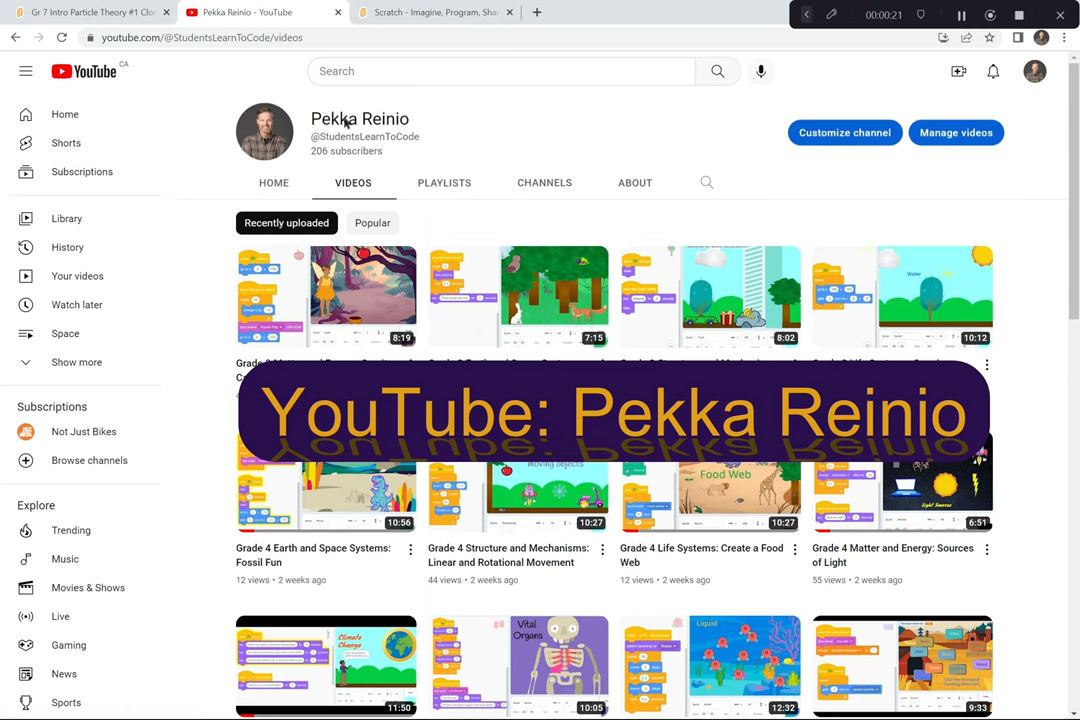 Gr 7 Intro Particle Theory #1 Clo
Pekka Reinio - YouTube
Scratch - Imagine, Program, Shar
00:00:21
youtube.com/@StudentsLearnToCode/videos
YouTube CA
Search
Pekka Reinio
@StudentsLearnToCode
206 subscribers
Customize channel
Manage videos
HOME VIDEOS PLAYLISTS CHANNELS ABOUT
Recently uploaded
Popular
Home
Shorts
Subscriptions
Library
History
Your videos
Watch later
Space
Show more
Subscriptions
Not Just Bikes
Browse channels
Explore
Trending
Music
Movies & Shows
Live
Gaming
News
Sports
8:19
7:15
8:02
Water
10:12
YouTube: Pekka Reinio
10:56
Moving Objects
10:27
Food Web
10:27
Light Sources
6:51
Grade 4 Earth and Space Systems:
Fossil Fun
12 views • 2 weeks ago
Grade 4 Structure and Mechanisms:
Linear and Rotational Movement
44 views • 2 weeks ago
Grade 4 Life Systems: Create a Food
Web
12 views • 2 weeks ago
Grade 4 Matter and Energy: Sources
of Light
55 views • 2 weeks ago
Climate
Change
11:50
Vital
Organs
10:05
Liquid
12:32
9:33